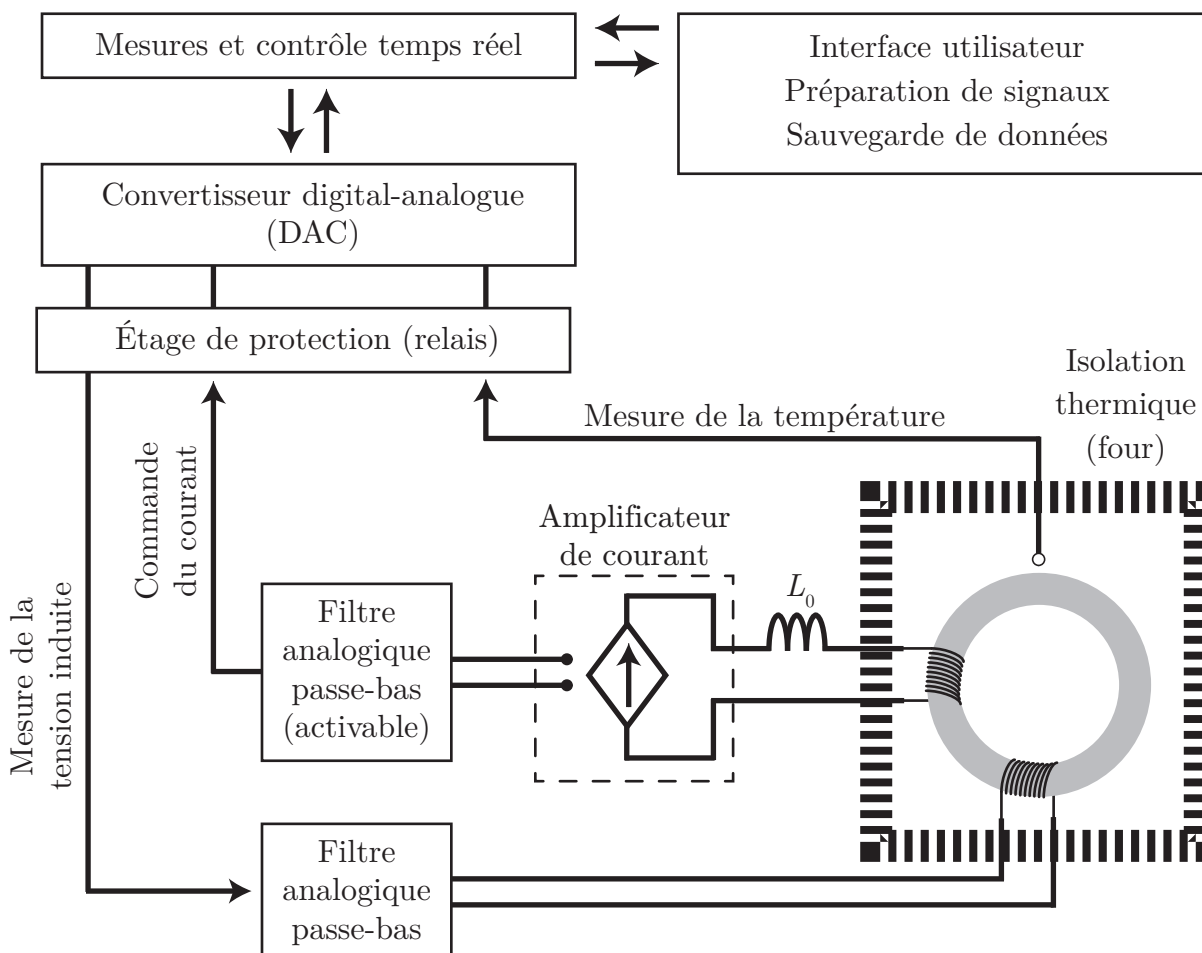 Mesures et contrôle temps réel
Interface utilisateur
Préparation de signaux
Sauvegarde de données
Convertisseur digital-analogue
(DAC)
Étage de protection (relais)
Isolation
thermique
(four)
Mesure de la température
Commande
du courant
Amplificateur
de courant
L0
Mesure de la
tension induite
Filtre
analogique
passe-bas
(activable)
Filtre
analogique
passe-bas